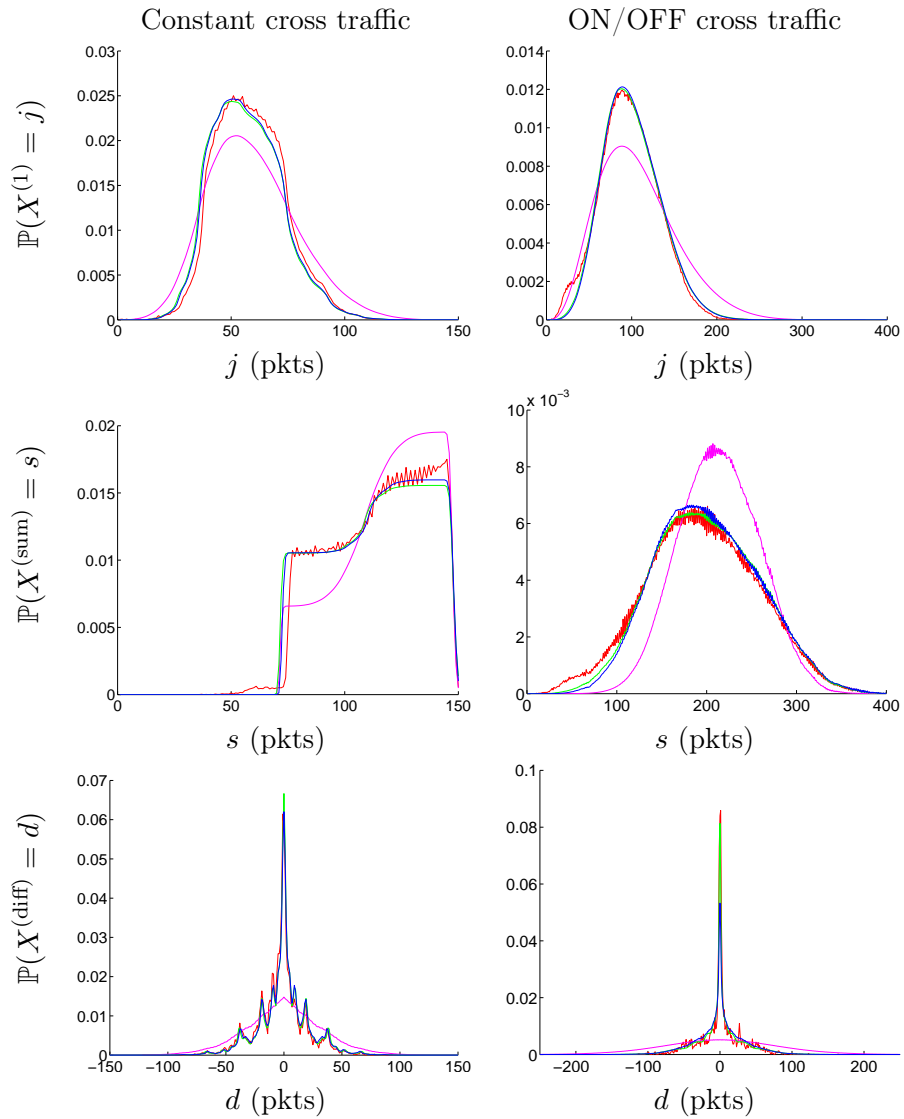 Constant cross traffic ON/OFF cross traffic
ℙ(X^(1) = j)
0.03
0.025
0.02
0.015
0.01
0.005
0
0 50 100 150
j (pkts)
0.014
0.012
0.01
0.008
0.006
0.004
0.002
0
0 100 200 300 400
j (pkts)
ℙ(X^(sum) = s)
0.02
0.015
0.01
0.005
0
0 50 100 150
s (pkts)
x 10^−3
10
8
6
4
2
0
0 100 200 300 400
s (pkts)
ℙ(X^(diff) = d)
0.07
0.06
0.05
0.04
0.03
0.02
0.01
0
−150 −100 −50 0 50 100 150
d (pkts)
0.1
0.08
0.06
0.04
0.02
0
−200 −100 0 100 200
d (pkts)